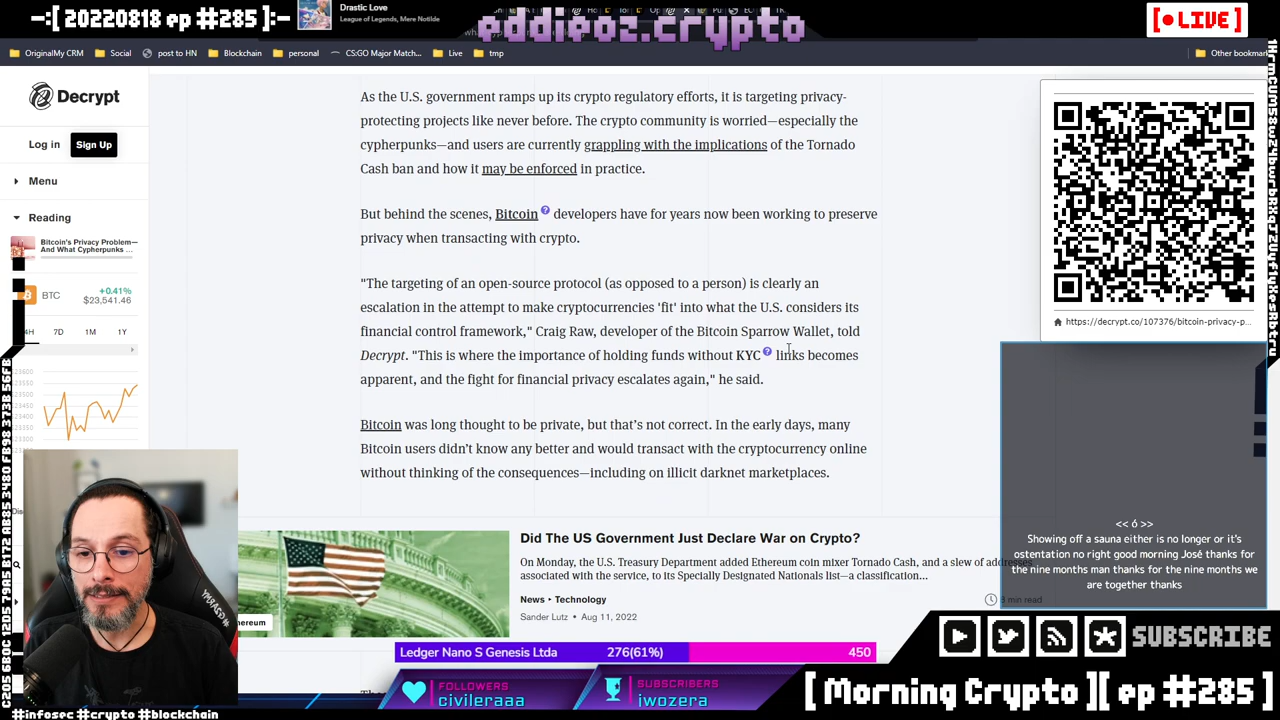 -:[ 20220818 ep #285 ]:-
Drastic Love
League of Legends, Mere Notilde
eddieoz.crypto
[ LIVE ]
OriginalMy CRM
Social
post to HN
Blockchain
personal
CS:GO Major Match...
Live
tmp
Other bookmar
Decrypt
Log in
Sign Up
Menu
Reading
Bitcoin's Privacy Problem—
And What Cypherpunks ...
BTC
+0.41%
$23,541.46
7D
1M
1Y
As the U.S. government ramps up its crypto regulatory efforts, it is targeting privacy-
protecting projects like never before. The crypto community is worried—especially the
cypherpunks—and users are currently grappling with the implications of the Tornado
Cash ban and how it may be enforced in practice.
But behind the scenes, Bitcoin ? developers have for years now been working to preserve
privacy when transacting with crypto.
"The targeting of an open-source protocol (as opposed to a person) is clearly an
escalation in the attempt to make cryptocurrencies 'fit' into what the U.S. considers its
financial control framework," Craig Raw, developer of the Bitcoin Sparrow Wallet, told
Decrypt. "This is where the importance of holding funds without KYC ? links becomes
apparent, and the fight for financial privacy escalates again," he said.
Bitcoin was long thought to be private, but that's not correct. In the early days, many
Bitcoin users didn't know any better and would transact with the cryptocurrency online
without thinking of the consequences—including on illicit darknet marketplaces.
Did The US Government Just Declare War on Crypto?
On Monday, the U.S. Treasury Department added Ethereum coin mixer Tornado Cash, and a slew of addresses
associated with the service, to its Specially Designated Nationals list—a classification...
News • Technology
min read
Sander Lutz • Aug 11, 2022
ereum
https://decrypt.co/107376/bitcoin-privacy-p...
<< ó >>
Showing off a sauna either is no longer or it's
ostentation no right good morning José thanks for
the nine months man thanks for the nine months we
are together thanks
Ledger Nano S Genesis Ltda
276(61%)
450
FOLLOWERS
civileraaa
SUBSCRIBERS
iwozera
SUBSCRIBE
[ Morning Crypto ][ ep #285 ]
#infosec #crypto #blockchain